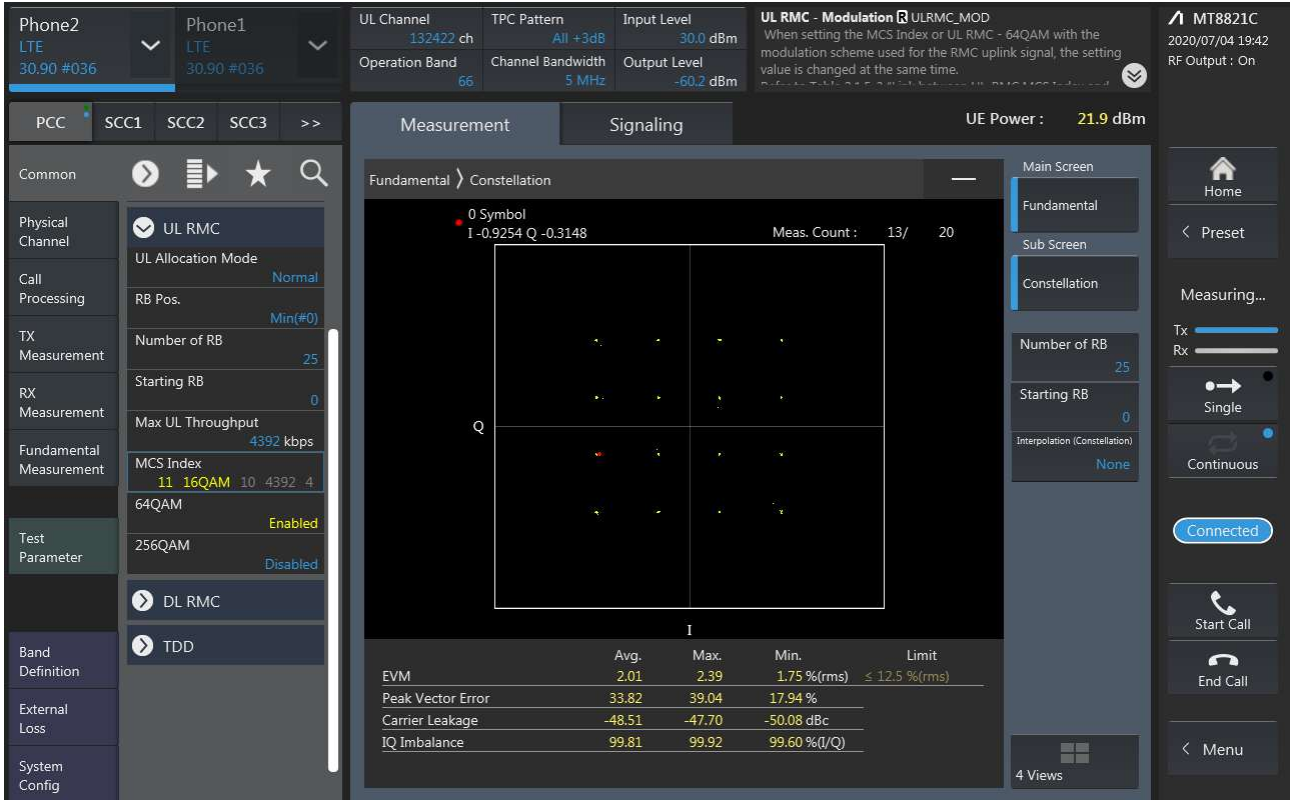 Phone2
LTE
30.90 #036
Phone1
LTE
30.90 #036
UL Channel
132422 ch
TPC Pattern
All +3dB
Input Level
30.0 dBm
Operation Band
66
Channel Bandwidth
5 MHz
Output Level
-60.2 dBm
UL RMC - Modulation R ULRMC_MOD
When setting the MCS Index or UL RMC - 64QAM with the
modulation scheme used for the RMC uplink signal, the setting
value is changed at the same time.
MT8821C
2020/07/04 19:42
RF Output : On
PCC SCC1 SCC2 SCC3 >>
Measurement
Signaling
UE Power : 21.9 dBm
Common
Physical
Channel
Call
Processing
TX
Measurement
RX
Measurement
Fundamental
Measurement
Test
Parameter
Band
Definition
External
Loss
System
Config
UL RMC
UL Allocation Mode
Normal
RB Pos.
Min(#0)
Number of RB
25
Starting RB
0
Max UL Throughput
4392 kbps
MCS Index
11 16QAM 10 4392 4
64QAM
Enabled
256QAM
Disabled
DL RMC
TDD
Fundamental 〉 Constellation
0 Symbol
I -0.9254 Q -0.3148
Meas. Count : 13/ 20
Q
I
Avg. Max. Min. Limit
EVM 2.01 2.39 1.75 %(rms) ≤ 12.5 %(rms)
Peak Vector Error 33.82 39.04 17.94 %
Carrier Leakage -48.51 -47.70 -50.08 dBc
IQ Imbalance 99.81 99.92 99.60 %(I/Q)
Main Screen
Fundamental
Sub Screen
Constellation
Number of RB
25
Starting RB
0
Interpolation (Constellation)
None
4 Views
Home
< Preset
Measuring...
Tx
Rx
Single
Continuous
Connected
Start Call
End Call
< Menu